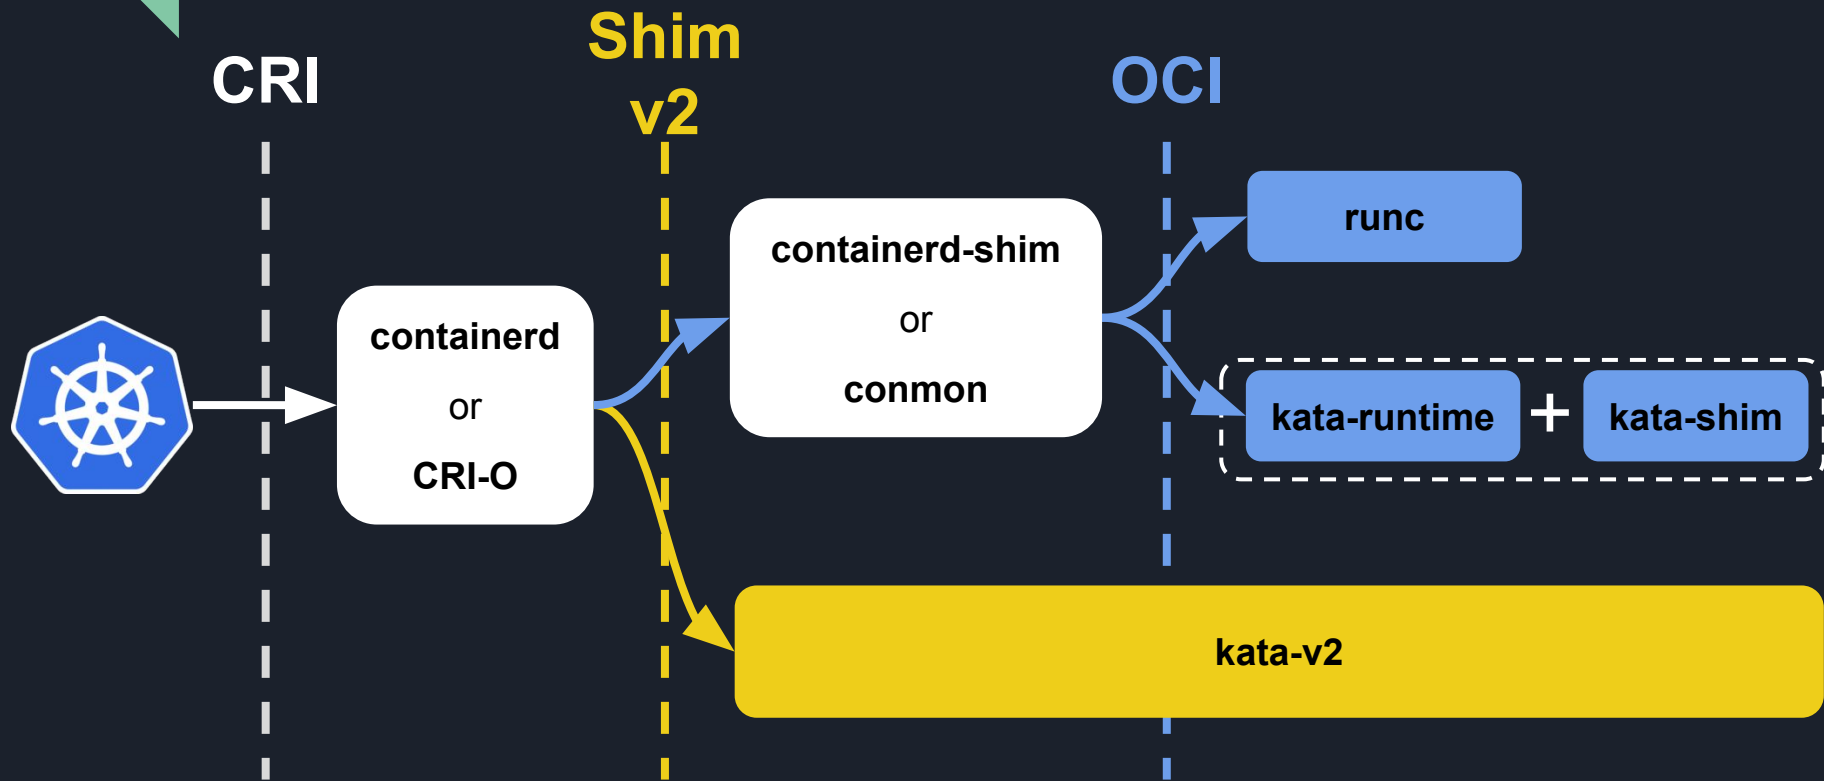 CRI
Shim
v2
OCI
containerd
or
CRI-O
containerd-shim
or
conmon
runc
kata-runtime
+
kata-shim
kata-v2